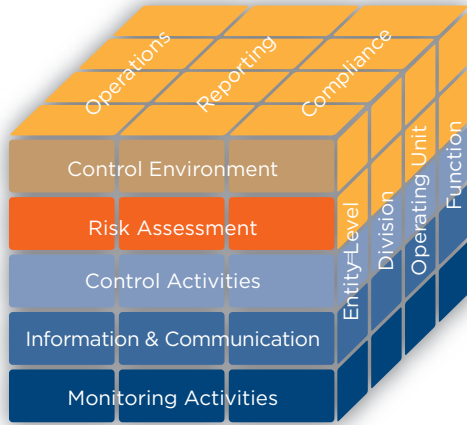 Operations
Reporting
Compliance
Control Environment
Risk Assessment
Control Activities
Information & Communication
Monitoring Activities
Entity-Level
Division
Operating Unit
Function